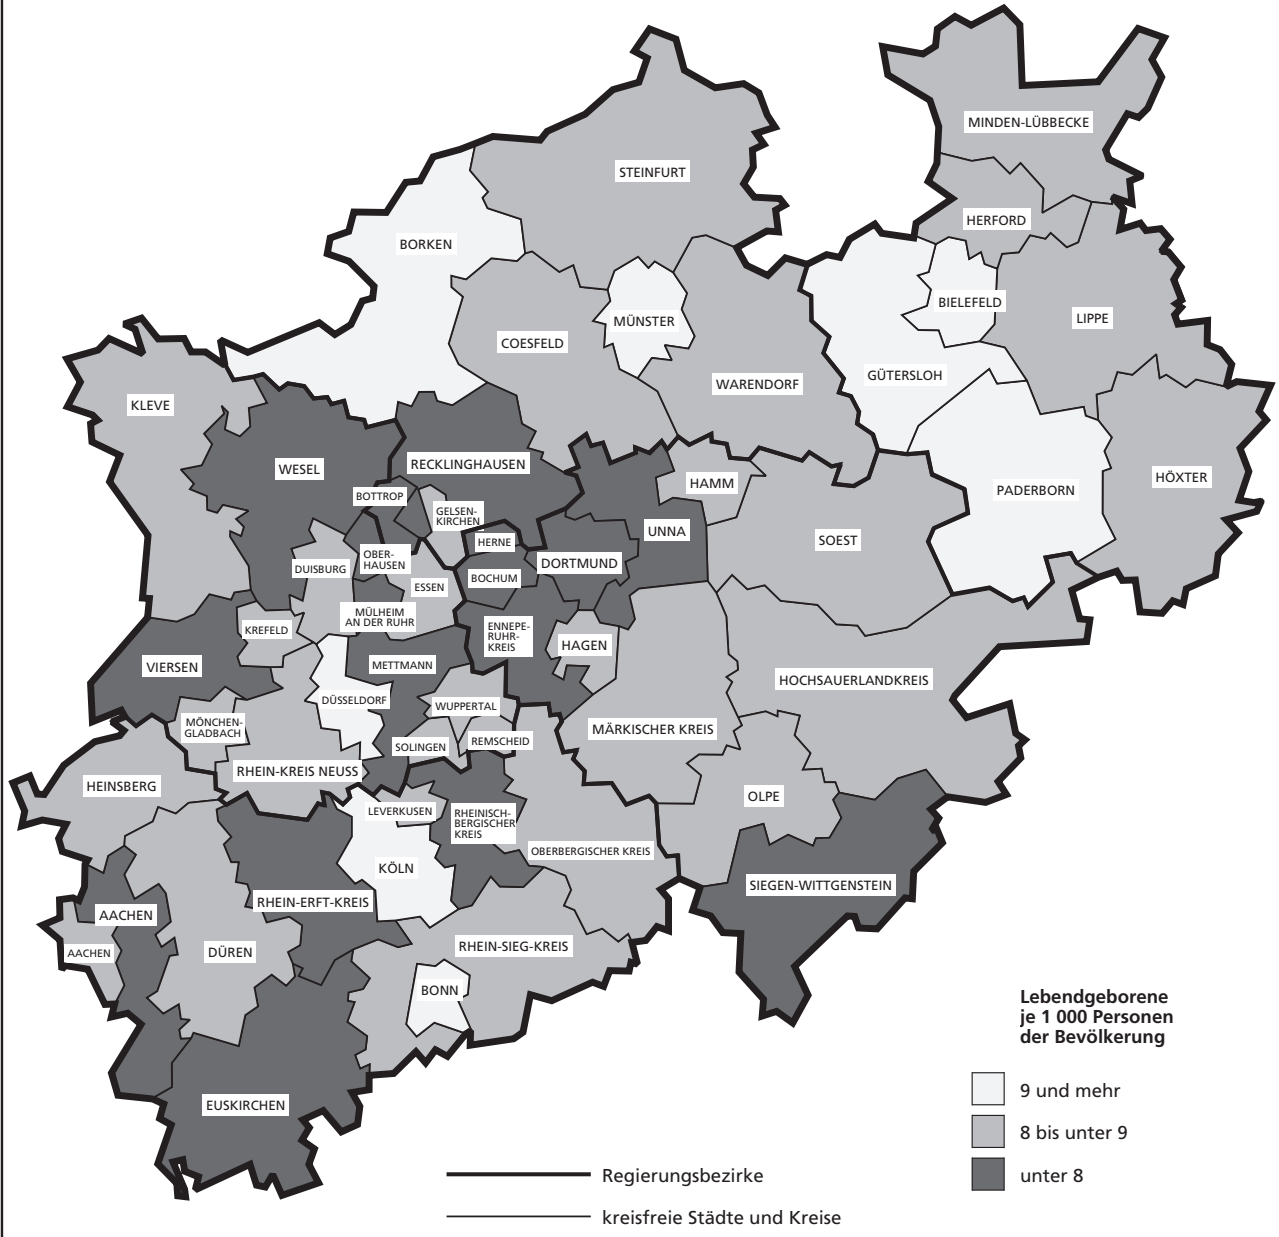 MINDEN-LÜBBECKE
STEINFURT
HERFORD
BORKEN
BIELEFELD
LIPPE
MÜNSTER
COESFELD
GÜTERSLOH
WARENDORF
KLEVE
RECKLINGHAUSEN
WESEL
HÖXTER
HAMM
PADERBORN
BOTTROP
GELSEN-
KIRCHEN
UNNA
SOEST
HERNE
OBER-
HAUSEN
DORTMUND
DUISBURG
BOCHUM
ESSEN
MÜLHEIM
AN DER RUHR
KREFELD
ENNEPE-
RUHR-
KREIS
HAGEN
VIERSEN
METTMANN
HOCHSAUERLANDKREIS
DÜSSELDORF
WUPPERTAL
MÖNCHEN-
GLADBACH
MÄRKISCHER KREIS
SOLINGEN
REMSCHEID
RHEIN-KREIS NEUSS
HEINSBERG
OLPE
LEVERKUSEN
RHEINISCH-
BERGISCHER
KREIS
OBERBERGISCHER KREIS
KÖLN
SIEGEN-WITTGENSTEIN
RHEIN-ERFT-KREIS
AACHEN
RHEIN-SIEG-KREIS
AACHEN
DÜREN
BONN
EUSKIRCHEN
Lebendgeborene
je 1 000 Personen
der Bevölkerung
9 und mehr
8 bis unter 9
unter 8
Regierungsbezirke
kreisfreie Städte und Kreise